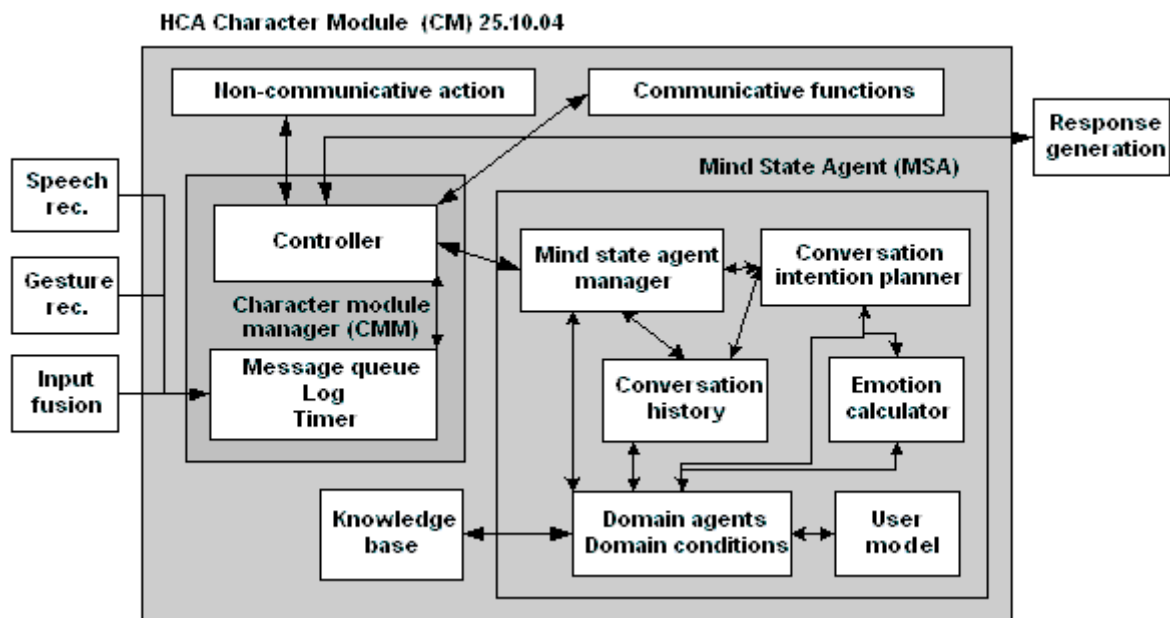 HCA Character Module (CM) 25.10.04
Non-communicative action
Communicative functions
Response
generation
Mind State Agent (MSA)
Speech
rec.
Controller
Mind state agent
manager
Conversation
intention planner
Gesture
rec.
Character module
manager (CMM)
Input
fusion
Message queue
Log
Timer
Conversation
history
Emotion
calculator
Knowledge
base
Domain agents
Domain conditions
User
model